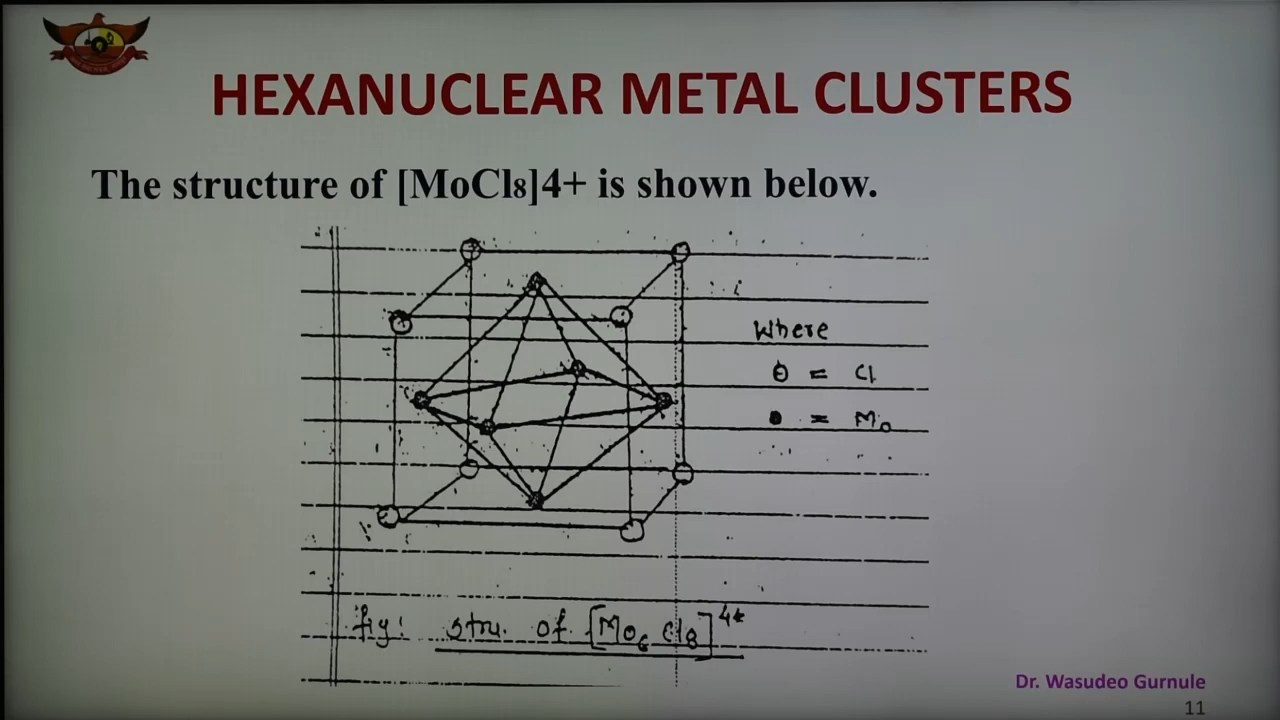 HEXANUCLEAR METAL CLUSTERS
The structure of [MoCl8]4+ is shown below.
Where
O = Cl
● = Mo
fig: stru. of [Mo6 Cl8]4+
Dr. Wasudeo Gurnule
11